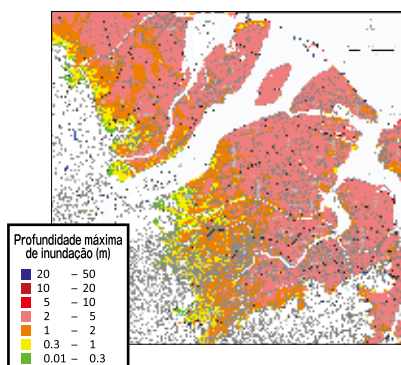 Profundidade máxima
de inundação (m)
20 – 50
10 – 20
5 – 10
2 – 5
1 – 2
0.3 – 1
0.01 – 0.3